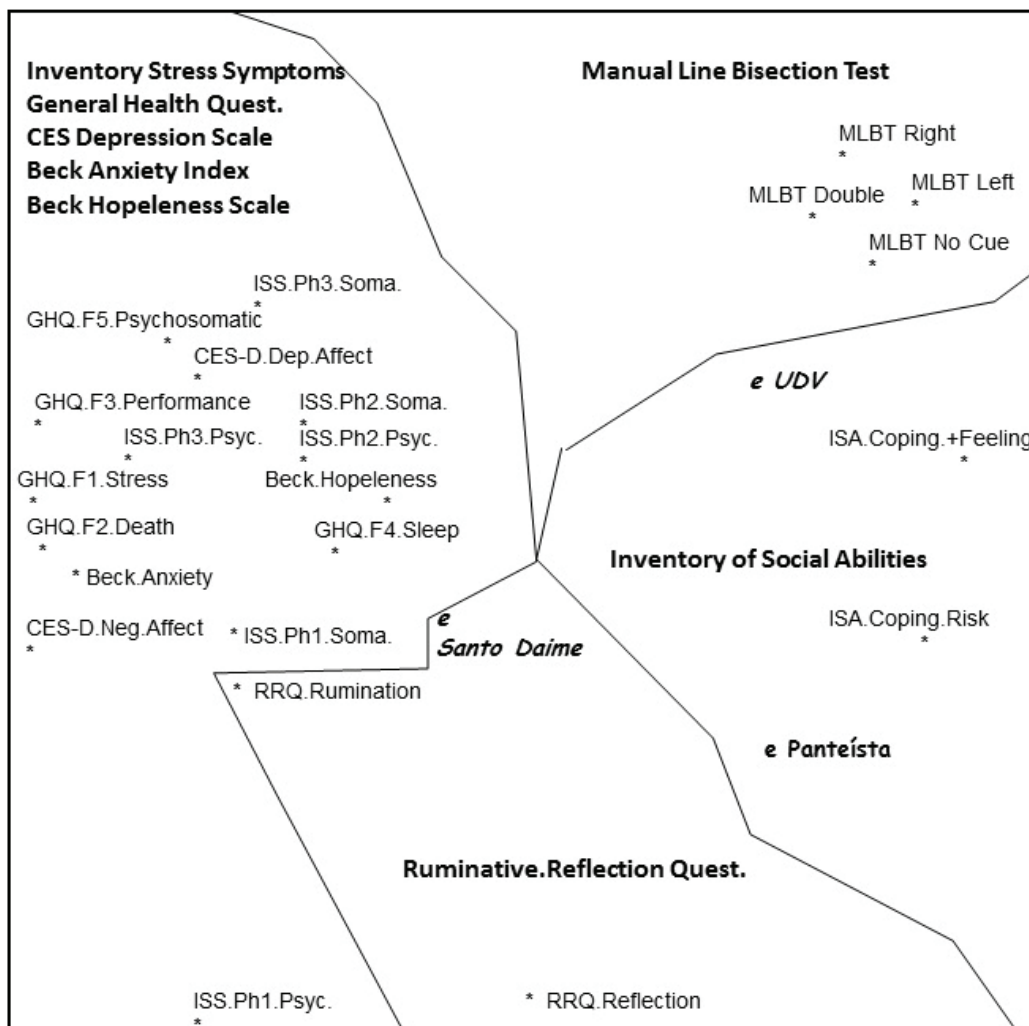 Inventory Stress Symptoms
General Health Quest.
CES Depression Scale
Beck Anxiety Index
Beck Hopeleness Scale
Manual Line Bisection Test
MLBT Right
*
MLBT Left
*
MLBT Double
*
MLBT No Cue
*
ISS.Ph3.Soma.
*
GHQ.F5.Psychosomatic
*
CES-D.Dep.Affect
*
GHQ.F3.Performance
*
ISS.Ph2.Soma.
*
ISS.Ph3.Psyc.
*
ISS.Ph2.Psyc.
*
GHQ.F1.Stress
*
Beck.Hopeleness
*
GHQ.F2.Death
*
GHQ.F4.Sleep
*
* Beck.Anxiety
CES-D.Neg.Affect
*
* ISS.Ph1.Soma.
e UDV
ISA.Coping.+Feeling
*
Inventory of Social Abilities
ISA.Coping.Risk
*
e
Santo Daime
* RRQ.Rumination
e Panteísta
Ruminative.Reflection Quest.
ISS.Ph1.Psyc.
*
* RRQ.Reflection